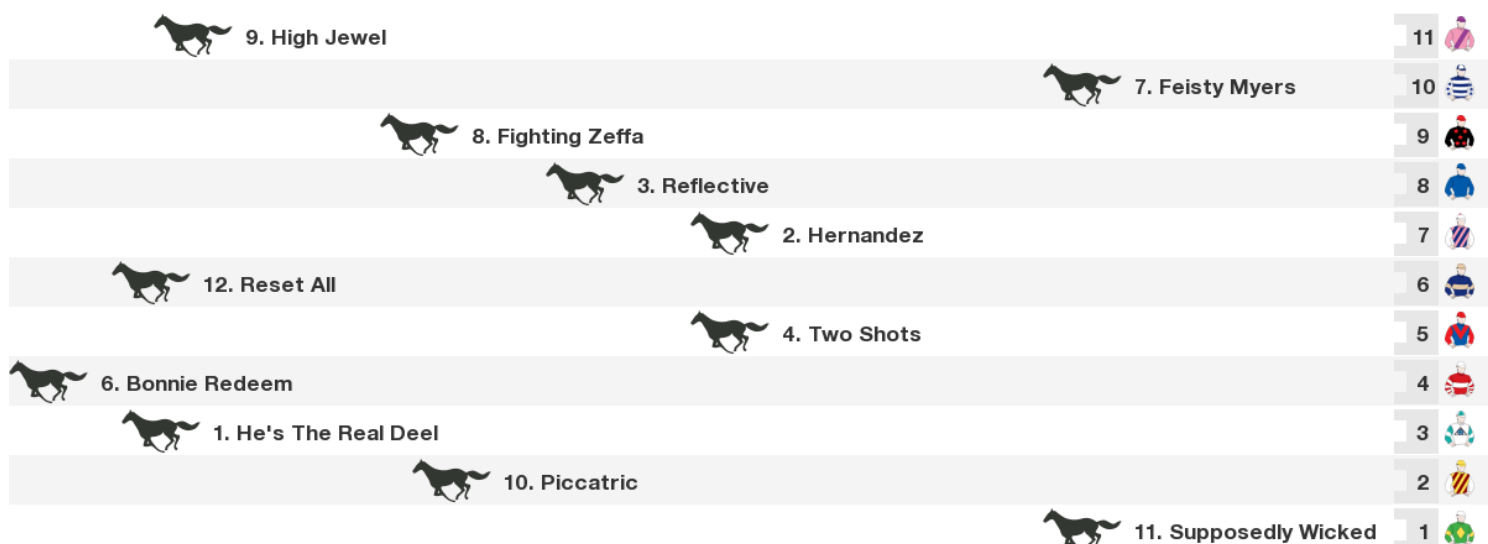 9. High Jewel 11
7. Feisty Myers 10
8. Fighting Zeffa 9
3. Reflective 8
2. Hernandez 7
12. Reset All 6
4. Two Shots 5
6. Bonnie Redeem 4
1. He's The Real Deel 3
10. Piccatric 2
11. Supposedly Wicked 1